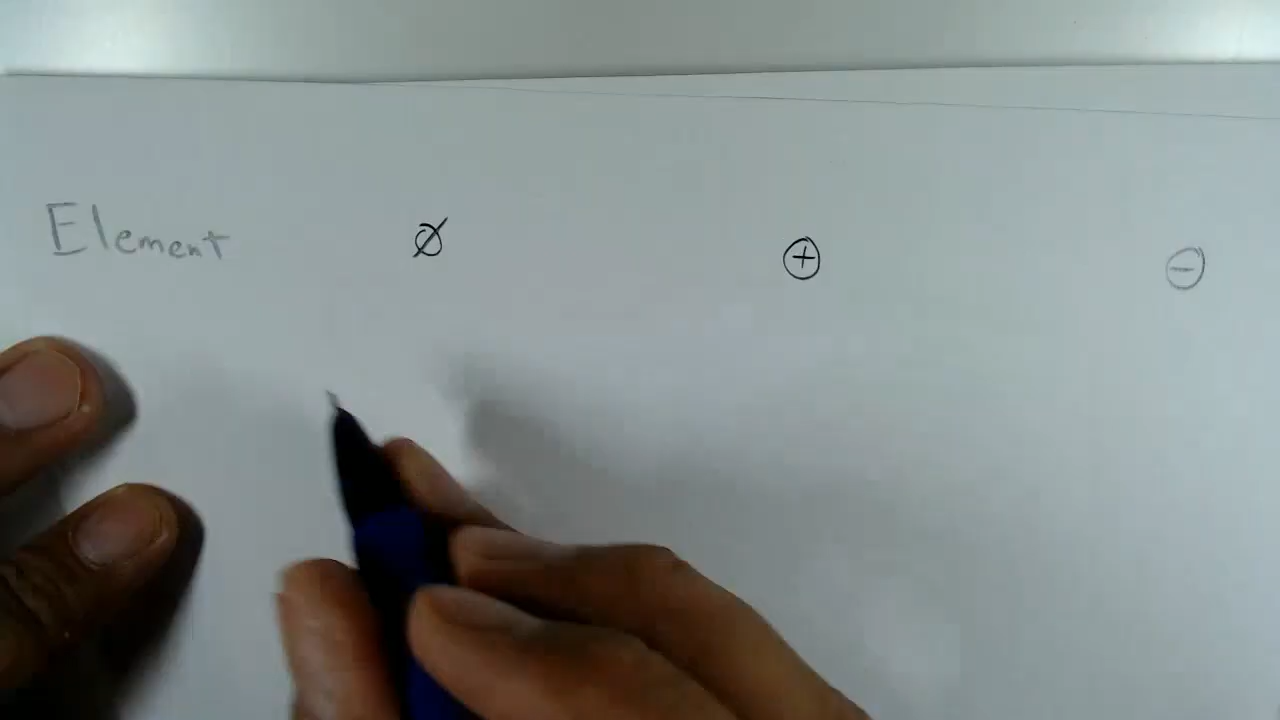 Element ∅ ⊕ ⊖